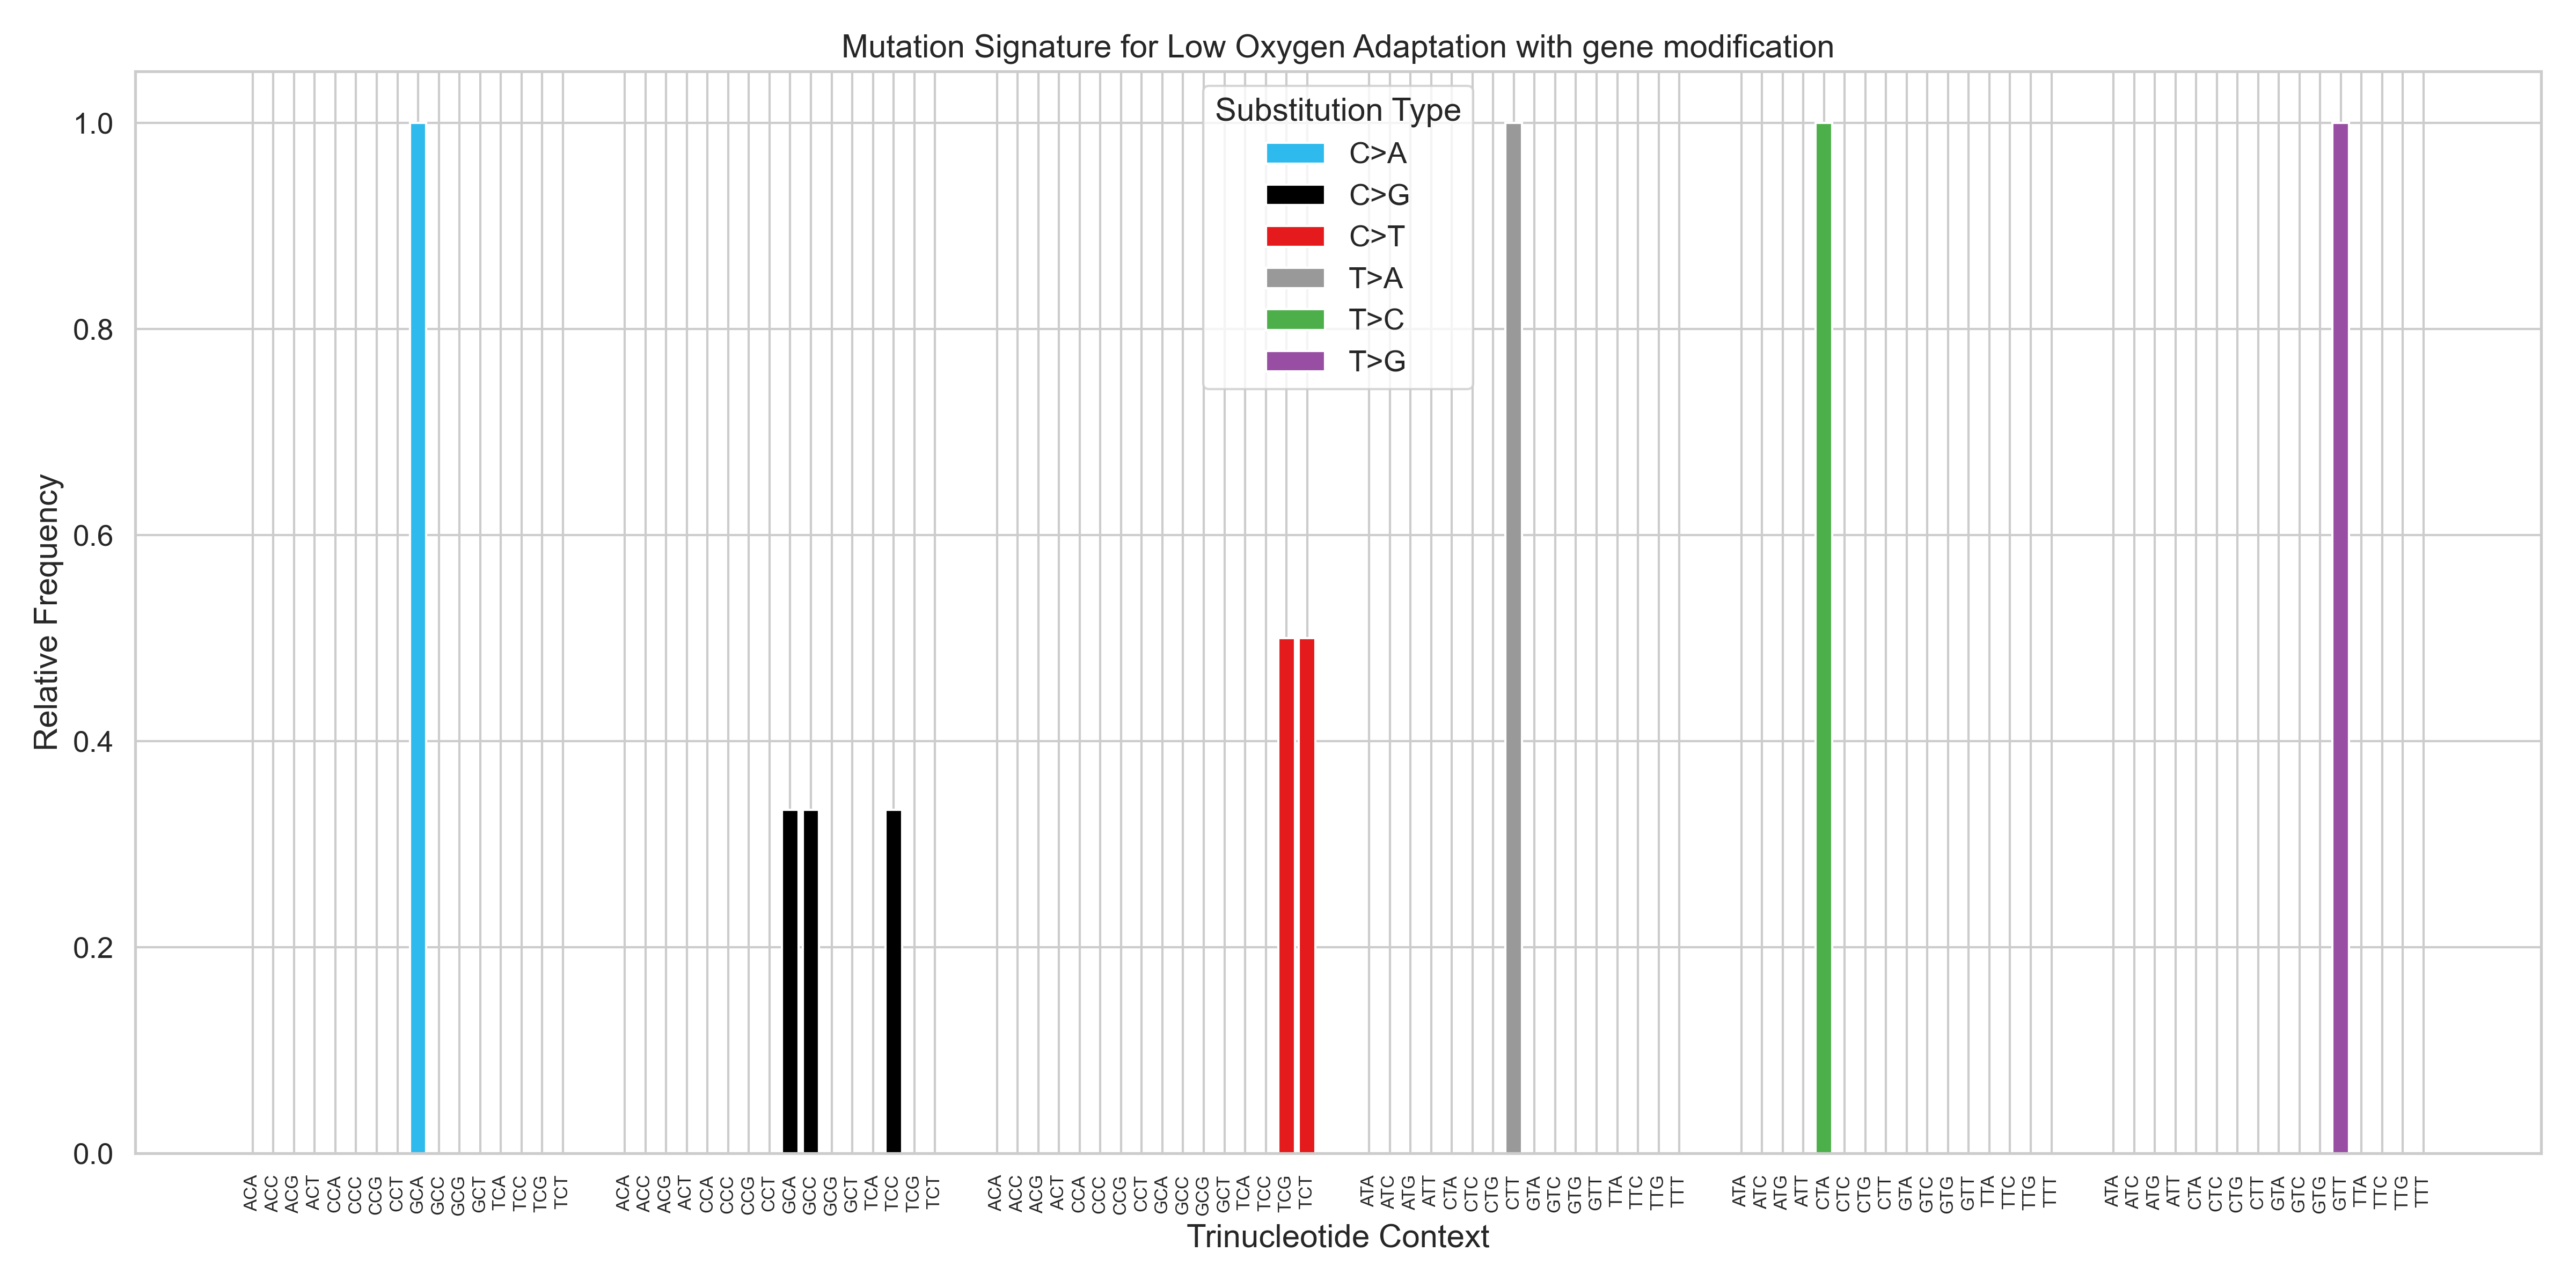 Mutation Signature for Low Oxygen Adaptation with gene modification
Substitution Type
C>A
C>G
C>T
T>A
T>C
T>G
Relative Frequency
1.0
0.8
0.6
0.4
0.2
0.0
ACA ACC ACG ACT CCA CCC CCG CCT GCA GCC GCG GCT TCA TCC TCG TCT ACA ACC ACG ACT CCA CCC CCG CCT GCA GCC GCG GCT TCA TCC TCG TCT ACA ACC ACG ACT CCA CCC CCG CCT GCA GCC GCG GCT TCA TCC TCG TCT ATA ATC ATG ATT CTA CTC CTG CTT GTA GTC GTG GTT TTA TTC TTG TTT ATA ATC ATG ATT CTA CTC CTG CTT GTA GTC GTG GTT TTA TTC TTG TTT ATA ATC ATG ATT CTA CTC CTG CTT GTA GTC GTG GTT TTA TTC TTG TTT
Trinucleotide Context